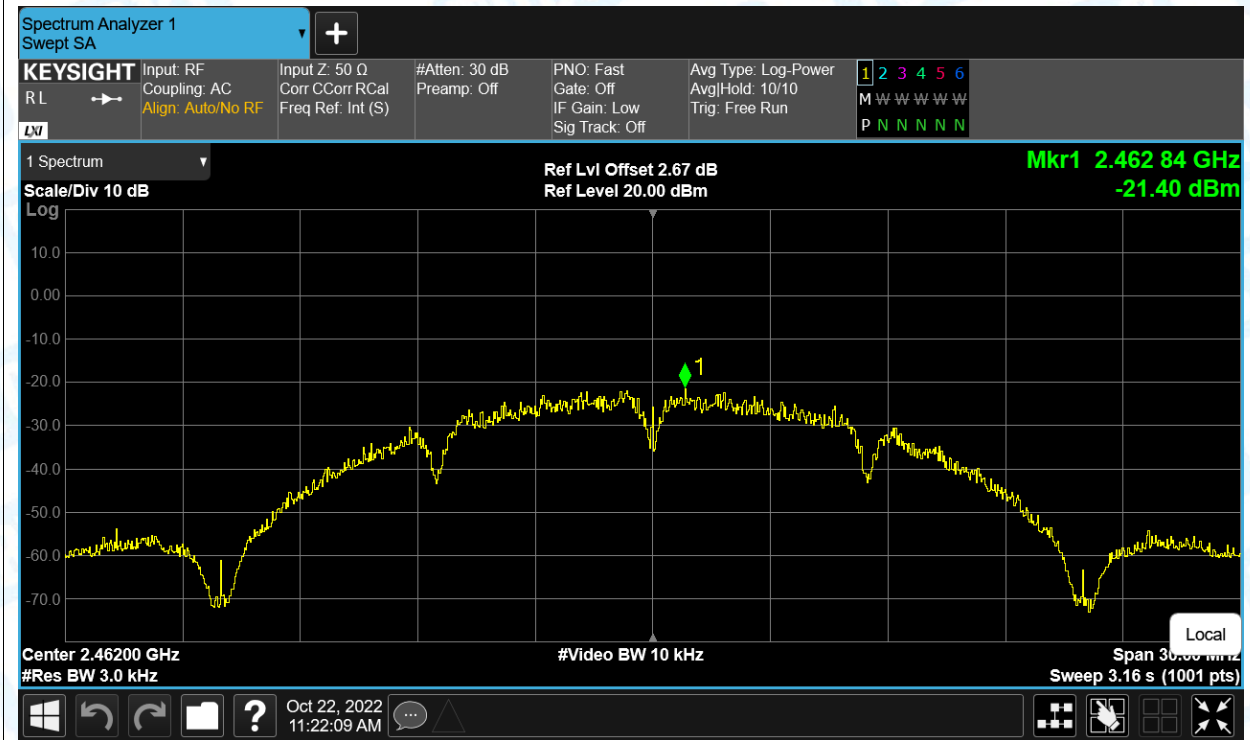 Spectrum Analyzer 1
Swept SA
KEYSIGHT
R L
LXI
Input: RF
Coupling: AC
Align: Auto/No RF
Input Z: 50 Ω
Corr CCorr RCal
Freq Ref: Int (S)
#Atten: 30 dB
Preamp: Off
PNO: Fast
Gate: Off
IF Gain: Low
Sig Track: Off
Avg Type: Log-Power
Avg|Hold: 10/10
Trig: Free Run
1 2 3 4 5 6
M W W W W W
P N N N N N
1 Spectrum
Scale/Div 10 dB
Log
Ref Lvl Offset 2.67 dB
Ref Level 20.00 dBm
Mkr1 2.462 84 GHz
-21.40 dBm
10.0
0.00
-10.0
-20.0
-30.0
-40.0
-50.0
-60.0
-70.0
1
Local
Center 2.46200 GHz
#Res BW 3.0 kHz
#Video BW 10 kHz
Span 30.00 MHz
Sweep 3.16 s (1001 pts)
?
Oct 22, 2022
11:22:09 AM